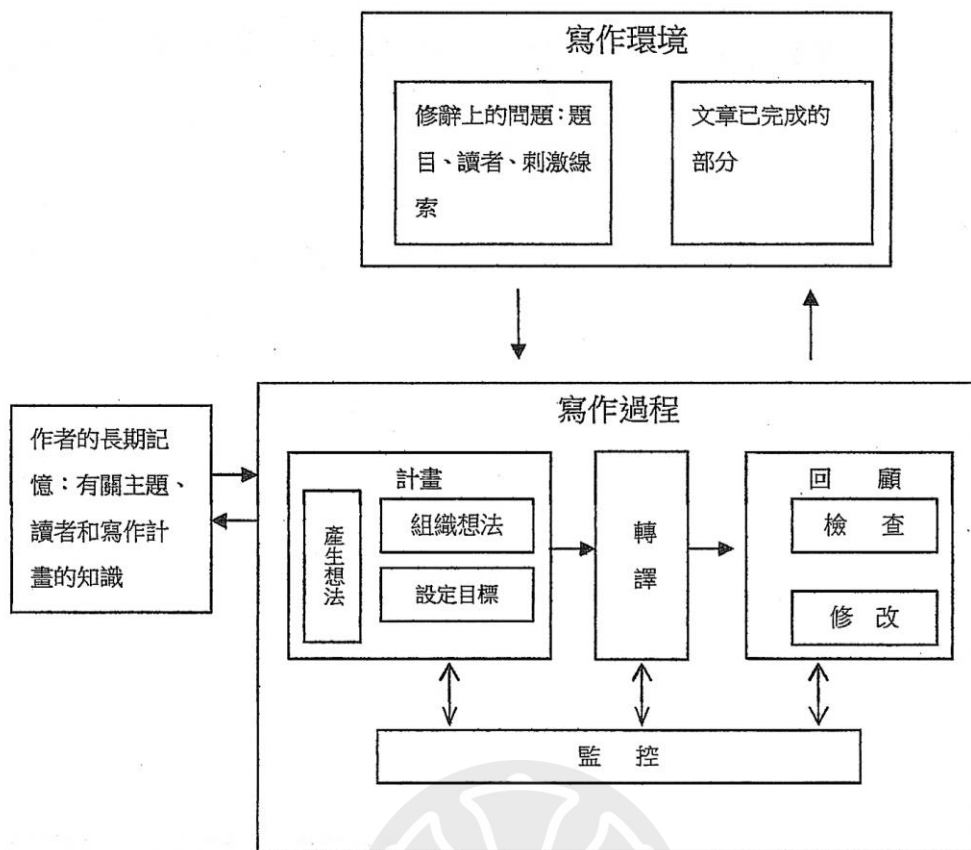 寫作環境
修辭上的問題：題
目、讀者、刺激線
索
文章已完成的
部分
作者的長期記
憶：有關主題、
讀者和寫作計
畫的知識
寫作過程
計畫
產生想法
組織想法
設定目標
轉譯
回顧
檢查
修改
監控